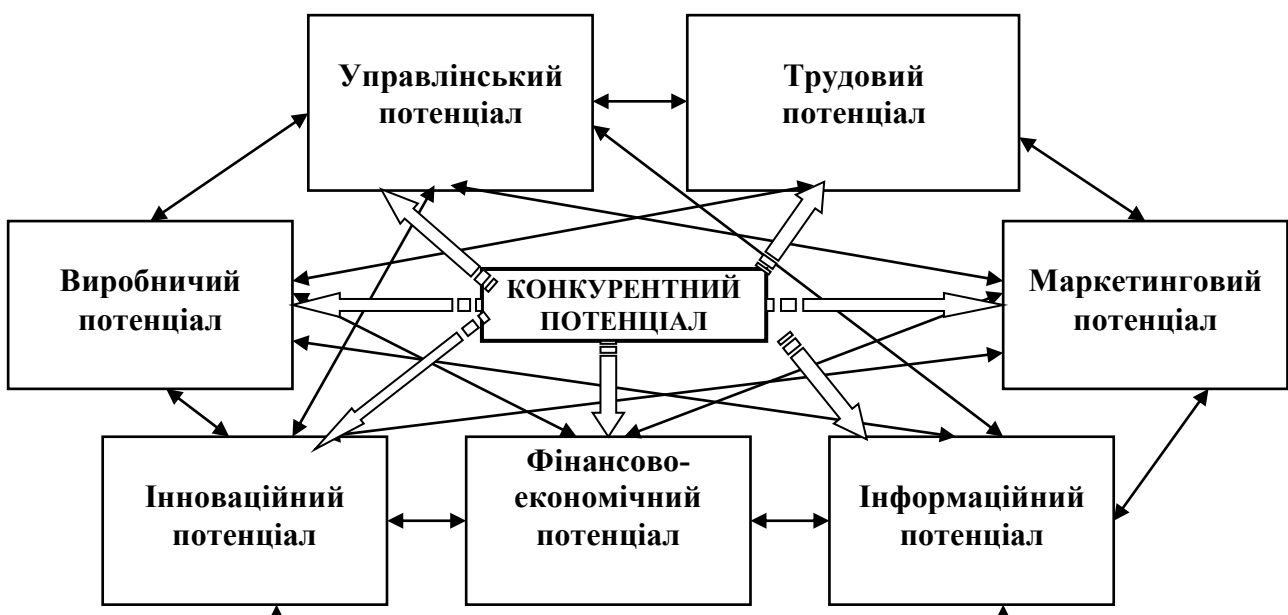 Управлінський
потенціал
Трудовий
потенціал
Виробничий
потенціал
КОНКУРЕНТНИЙ
ПОТЕНЦІАЛ
Маркетинговий
потенціал
Інноваційний
потенціал
Фінансово-
економічний
потенціал
Інформаційний
потенціал